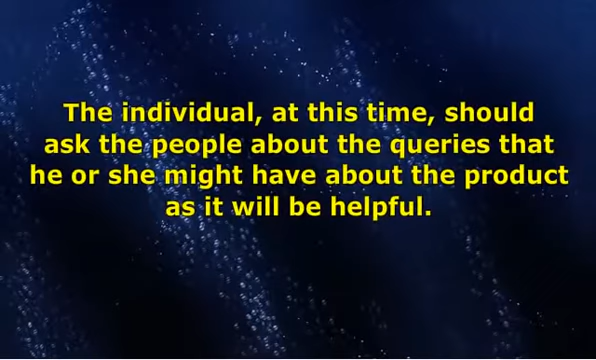 The individual, at this time, should
ask the people about the queries that
he or she might have about the product
as it will be helpful.